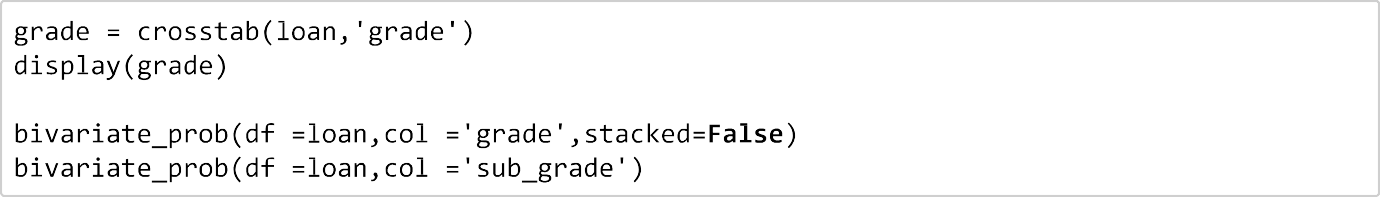 grade = crosstab(loan,'grade')
display(grade)
bivariate_prob(df =loan,col ='grade',stacked=False)
bivariate_prob(df =loan,col ='sub_grade')